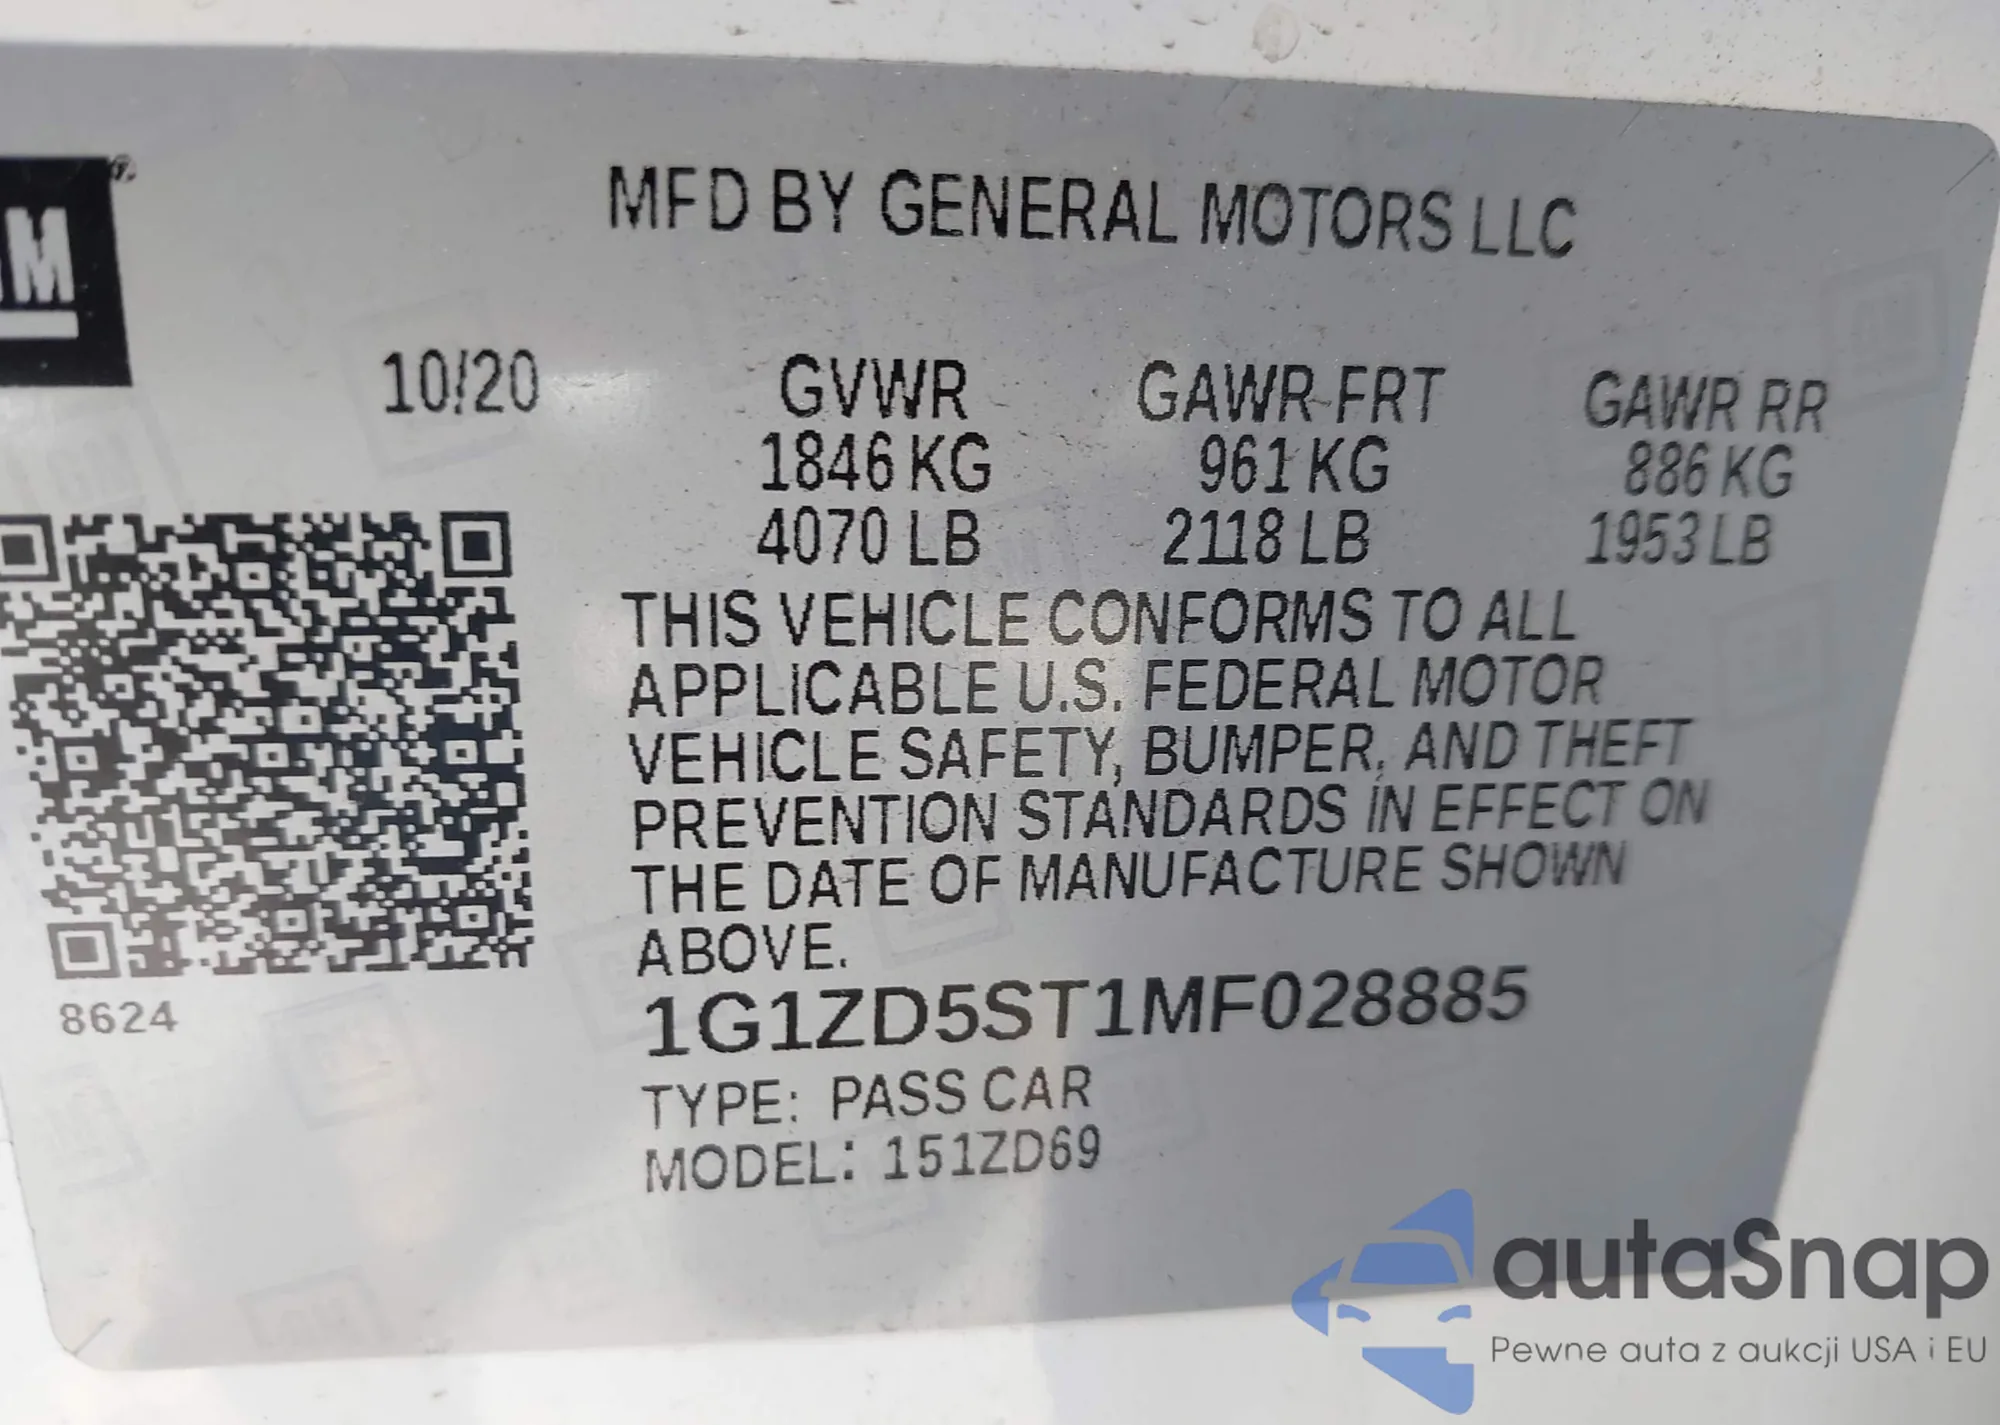 GM
MFD BY GENERAL MOTORS LLC
10/20 GVWR GAWR FRT GAWR RR
1846 KG 961 KG 886 KG
4070 LB 2118 LB 1953 LB
THIS VEHICLE CONFORMS TO ALL
APPLICABLE U.S. FEDERAL MOTOR
VEHICLE SAFETY, BUMPER, AND THEFT
PREVENTION STANDARDS IN EFFECT ON
THE DATE OF MANUFACTURE SHOWN
ABOVE.
8624
1G1ZD5ST1MF028885
TYPE: PASS CAR
MODEL: 151ZD69
autaSnap
Pewne auta z aukcji USA i EU